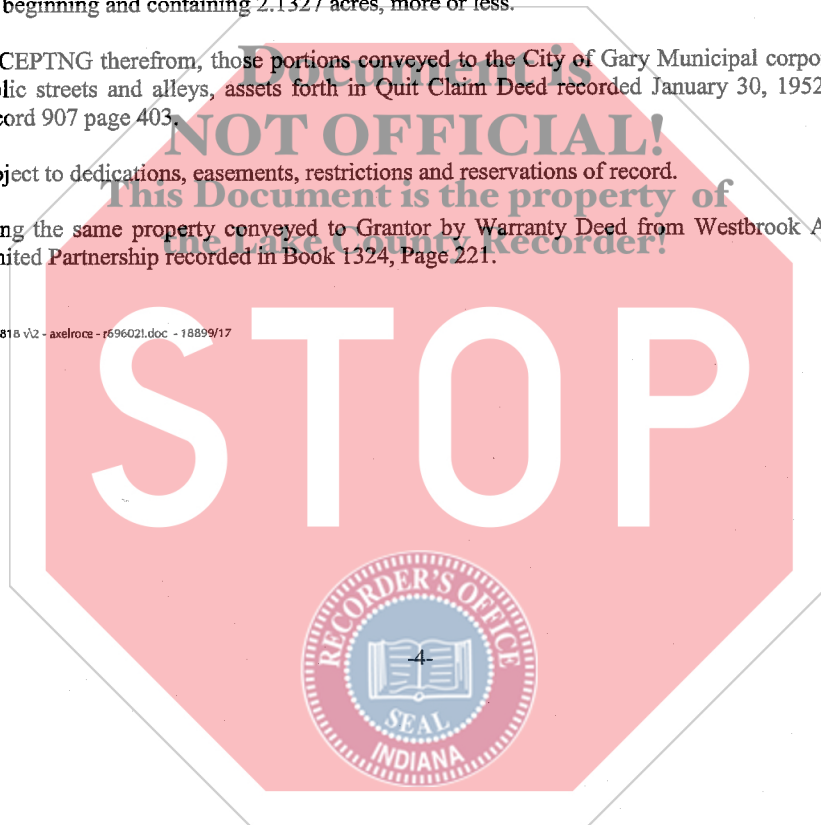 beginning and containing 2.1327 acres, more or less.
Document is
CEPTNG therefrom, those portions conveyed to the City of Gary Municipal corpo
lic streets and alleys, assets forth in Quit Claim Deed recorded January 30, 1952
cord 907 page 403.
NOT OFFICIAL!
ject to dedications, easements, restrictions and reservations of record.
This Document is the property of
ng the same property conveyed to Grantor by Warranty Deed from Westbrook A
the Lake County Recorder!
ited Partnership recorded in Book 1324, Page 221.
818 v\2 - axelroce - r69602!.doc - 18899/17
STOP
RECORDER'S OFFICE
-4-
SEAL
INDIANA